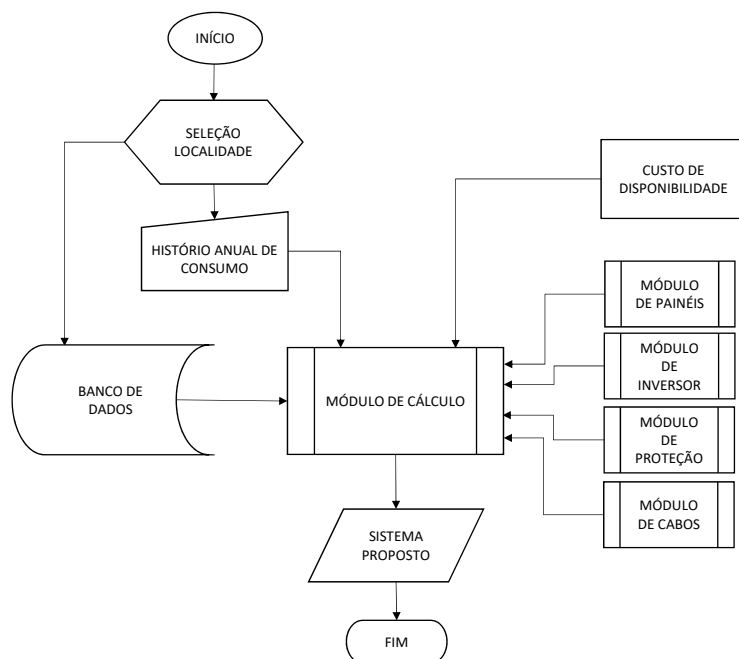 INÍCIO
SELEÇÃO
LOCALIDADE
CUSTO DE
DISPONIBILIDADE
HISTÓRIO ANUAL DE
CONSUMO
MÓDULO
DE PAINÉIS
MÓDULO
DE
INVERSOR
BANCO DE
DADOS
MÓDULO DE CÁLCULO
MÓDULO
DE
PROTEÇÃO
MÓDULO
DE CABOS
SISTEMA
PROPOSTO
FIM